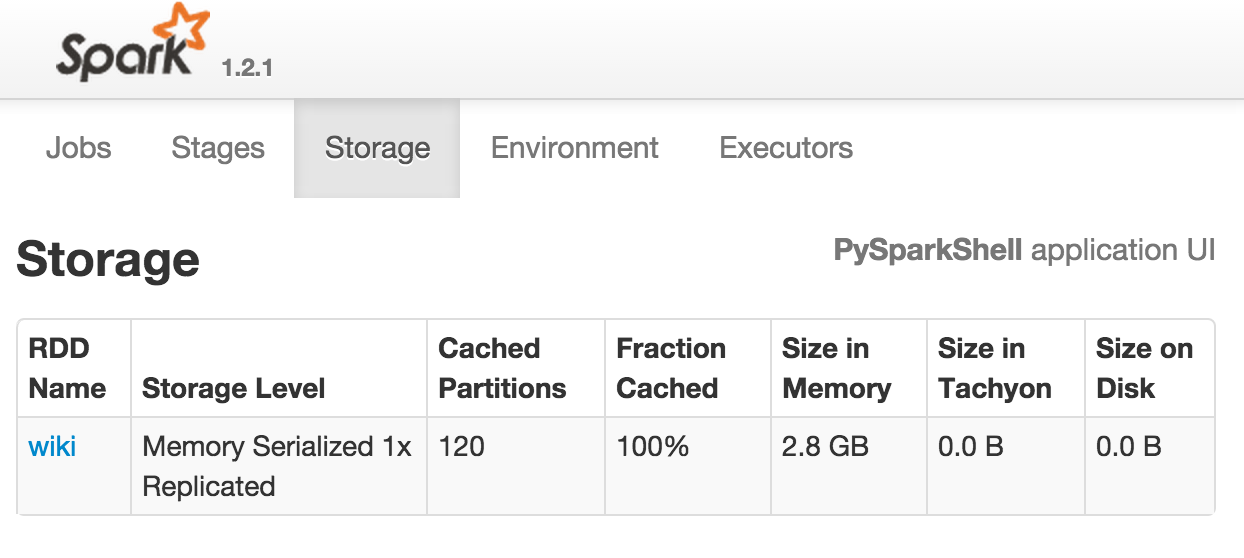 Spark 1.2.1
Jobs Stages Storage Environment Executors
Storage
PySparkShell application UI
RDD Name
Storage Level
Cached Partitions
Fraction Cached
Size in Memory
Size in Tachyon
Size on Disk
wiki
Memory Serialized 1x
Replicated
120
100%
2.8 GB
0.0 B
0.0 B